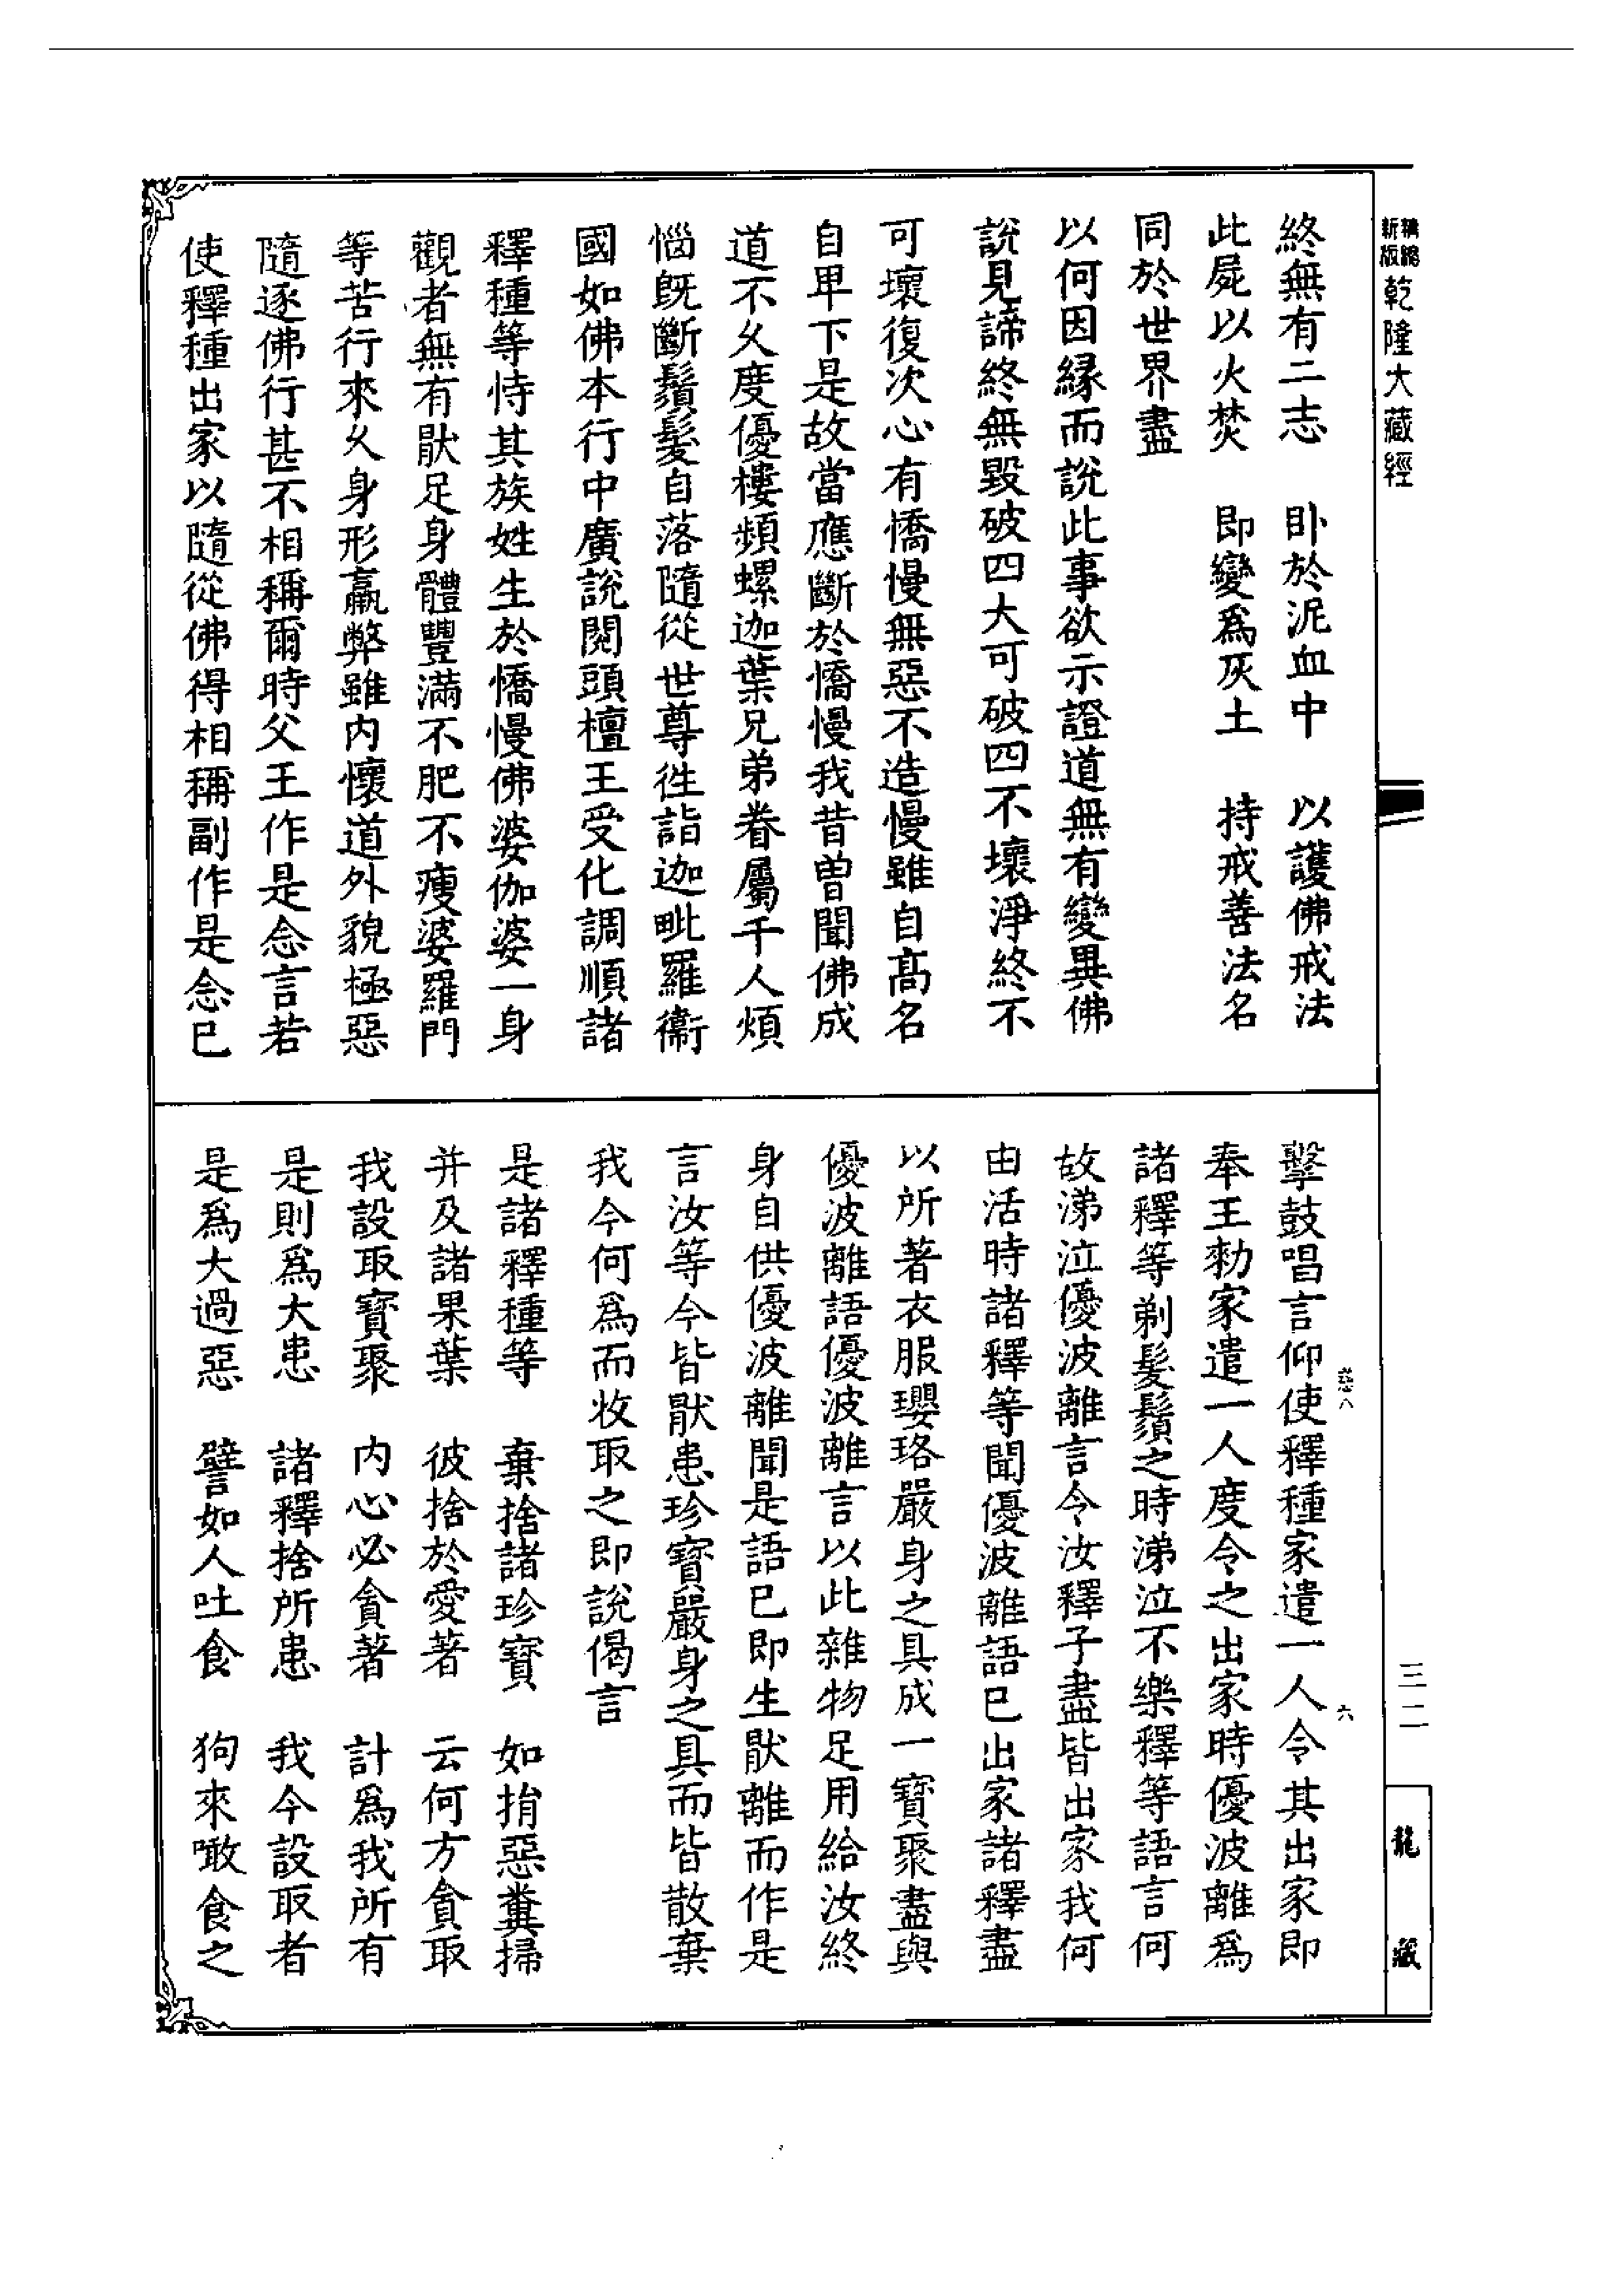 新編縮版乾隆大藏經
終無有二志　卧於泥血中　以護佛戒法
此屍以火焚　即變爲灰土　持戒善法名
同於世界盡
以何因縁而說此事欲示證道無有變異佛
說見諦終無毀破四大可破四不壞淨終不
可壞復次心有憍慢無惡不造慢雖自高名
自卑下是故當應斷於憍慢我昔曾聞佛成
道不久度優樓頻螺迦葉兄弟眷屬千人煩
惱既斷鬚髮自落隨從世尊徃詣迦毗羅衞
國如佛本行中廣說閱頭檀王受化調順諸
釋種等恃其族姓生於憍慢佛婆伽婆一身
觀者無有猒足身體豐滿不肥不瘦婆羅門
等苦行來久身形羸弊雖内懷道外貌極惡
隨逐佛行甚不相稱爾時父王作是念言若
使釋種出家以隨從佛得相稱副作是念已
擊鼓唱言仰使釋種家遣一人令其出家即
奉王勑家遣一人度令之出家時優波離爲
諸釋等剃髮鬚之時涕泣不樂釋等語言何
故涕泣優波離言今汝釋子盡皆出家我何
由活時諸釋等聞優波離語已出家諸釋盡
以所著衣服瓔珞嚴身之具成一寶聚盡與
優波離語優波離言以此雜物足用給汝終
身自供優波離聞是語已即生猒離而作是
言汝等今皆猒患珍寶嚴身之具而皆散棄
我今何爲而收取之即說偈言
是諸釋種等　棄捨諸珍寶　如捐惡糞掃
并及諸果葉　彼捨於愛著　云何方貪取
我設取寶聚　内心必貪著　計爲我所有
是則爲大患　諸釋捨所患　我今設取者
是爲大過惡　譬如人吐食　狗來噉食之
慈八
六
三二
龍藏